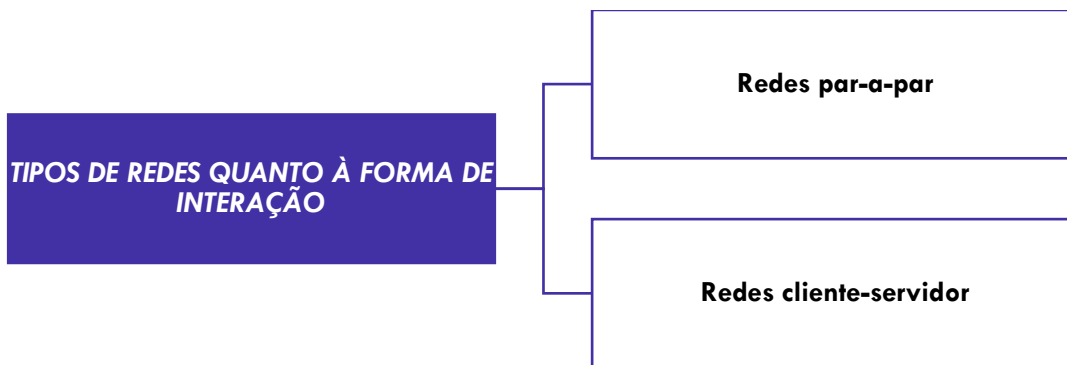 TIPOS DE REDES QUANTO À FORMA DE
INTERAÇÃO
Redes par-a-par
Redes cliente-servidor